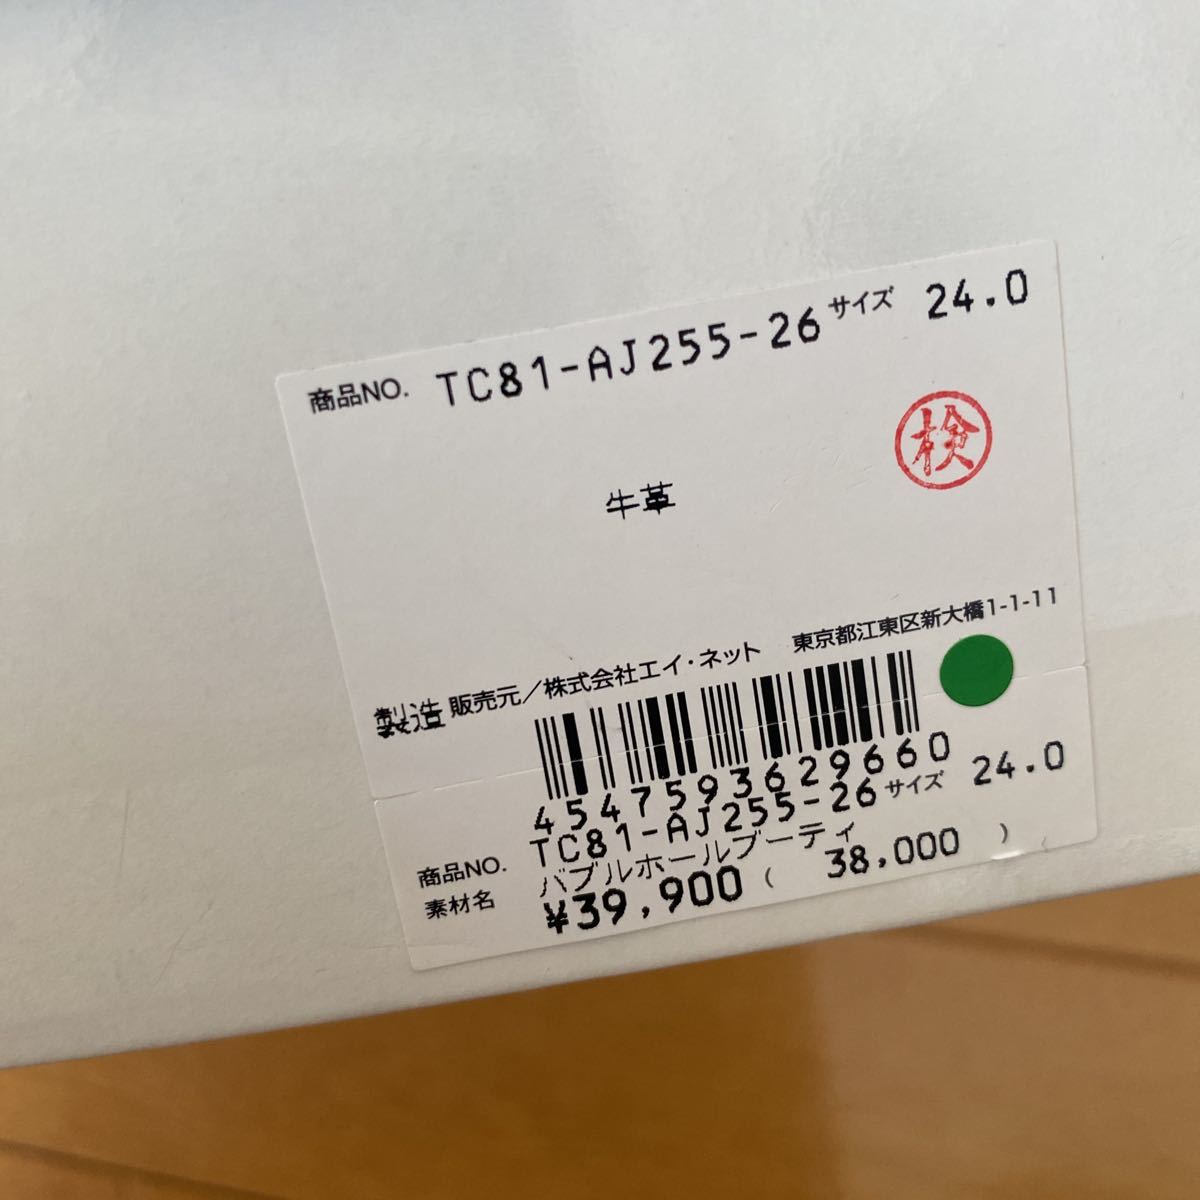 商品NO. TC81-AJ255-26 サイズ 24.0
検
牛革
製造 販売元／株式会社エイ・ネット 東京都江東区新大橋1-1-11
4547593629660
商品NO. TC81-AJ255-26 サイズ 24.0
素材名 バブルホールブーティ
¥39,900 ( 38,000 )